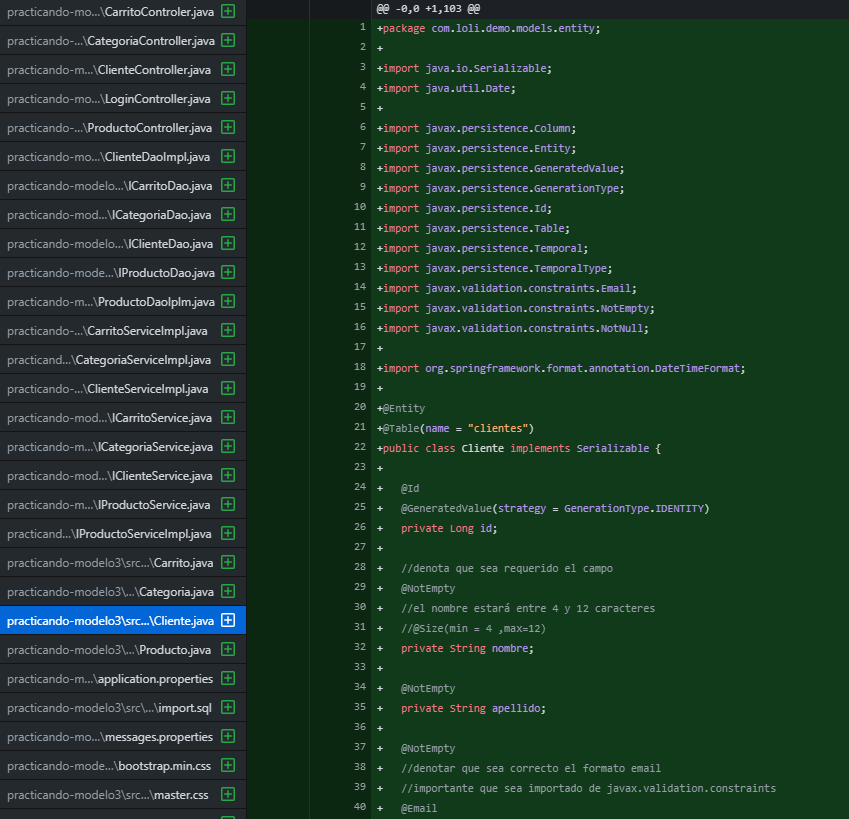 practicando-mo...\CarritoControler.java
practicando-...\CategoriaController.java
practicando-m...\ClienteController.java
practicando-mo...\LoginController.java
practicando-...\ProductoController.java
practicando-mo...\ClienteDaoImpl.java
practicando-modelo...\ICarritoDao.java
practicando-mod...\ICategoriaDao.java
practicando-modelo...\IClienteDao.java
practicando-mode...\IProductoDao.java
practicando-m...\ProductoDaoIplm.java
practicando-...\CarritoServiceImpl.java
practicand...\CategoriaServiceImpl.java
practicando-...\ClienteServiceImpl.java
practicando-mod...\ICarritoService.java
practicando-m...\ICategoriaService.java
practicando-mod...\IClienteService.java
practicando-m...\IProductoService.java
practicand...\IProductoServiceImpl.java
practicando-modelo3\src...\Carrito.java
practicando-modelo3\...\Categoria.java
practicando-modelo3\src...\Cliente.java
practicando-modelo3\...\Producto.java
practicando-m...\application.properties
practicando-modelo3\src\...\import.sql
practicando-mo...\messages.properties
practicando-mode...\bootstrap.min.css
practicando-modelo3\src...\master.css
@@ -0,0 +1,103 @@
1 +package com.loli.demo.models.entity;
2 +
3 +import java.io.Serializable;
4 +import java.util.Date;
5 +
6 +import javax.persistence.Column;
7 +import javax.persistence.Entity;
8 +import javax.persistence.GeneratedValue;
9 +import javax.persistence.GenerationType;
10 +import javax.persistence.Id;
11 +import javax.persistence.Table;
12 +import javax.persistence.Temporal;
13 +import javax.persistence.TemporalType;
14 +import javax.validation.constraints.Email;
15 +import javax.validation.constraints.NotEmpty;
16 +import javax.validation.constraints.NotNull;
17 +
18 +import org.springframework.format.annotation.DateTimeFormat;
19 +
20 +@Entity
21 +@Table(name = "clientes")
22 +public class Cliente implements Serializable {
23 +
24 + @Id
25 + @GeneratedValue(strategy = GenerationType.IDENTITY)
26 + private Long id;
27 +
28 + //denota que sea requerido el campo
29 + @NotEmpty
30 + //el nombre estará entre 4 y 12 caracteres
31 + //@Size(min = 4 ,max=12)
32 + private String nombre;
33 +
34 + @NotEmpty
35 + private String apellido;
36 +
37 + @NotEmpty
38 + //denotar que sea correcto el formato email
39 + //importante que sea importado de javax.validation.constraints
40 + @Email